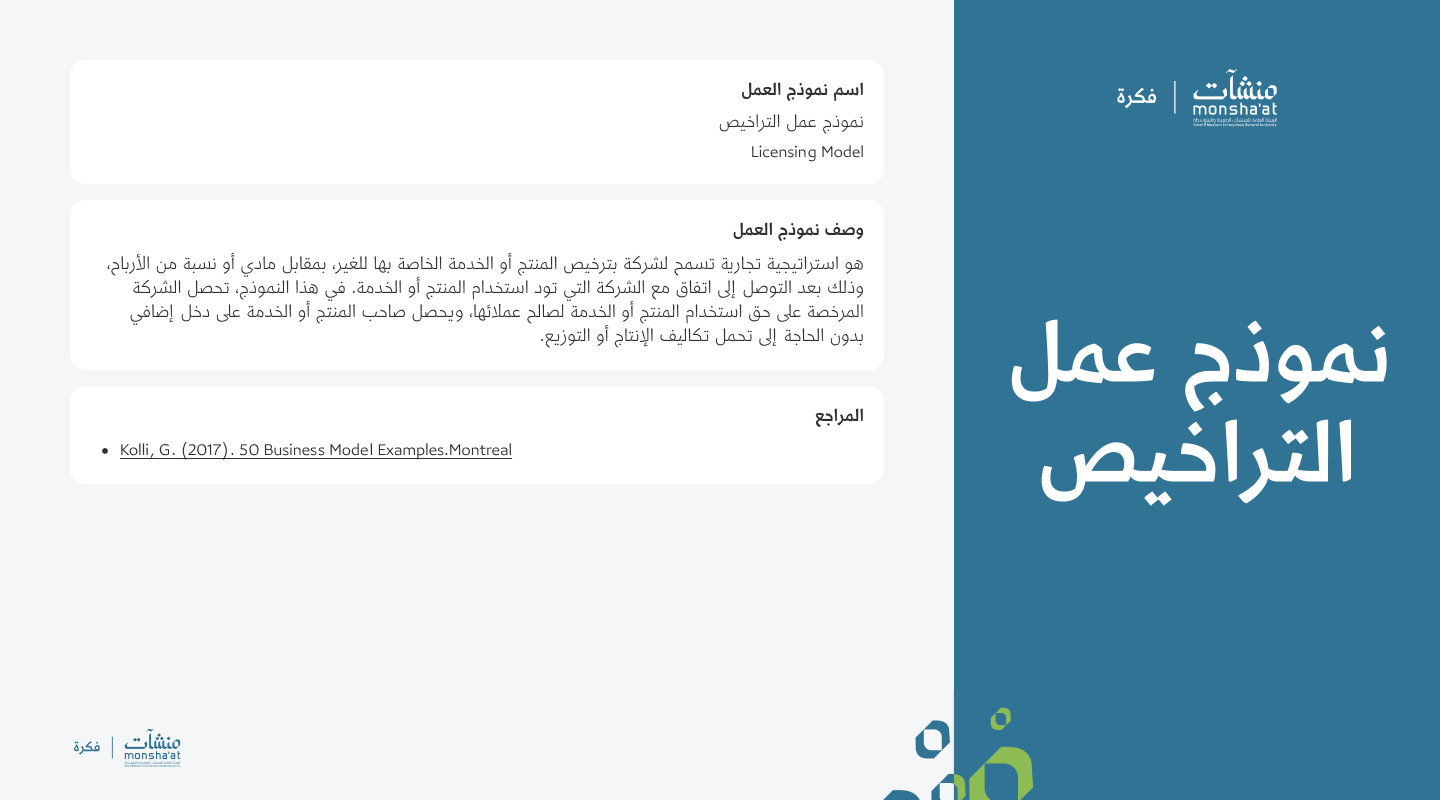 منشآت
monsha'at
الهيئة العامة للمنشآت الصغيرة والمتوسطة
Small & Medium Enterprises General Authority
فكرة
نموذج عمل
التراخيص
اسم نموذج العمل
نموذج عمل التراخيص
Licensing Model
وصف نموذج العمل
هو استراتيجية تجارية تسمح لشركة بترخيص المنتج أو الخدمة الخاصة بها للغير، بمقابل مادي أو نسبة من الأرباح،
وذلك بعد التوصل إلى اتفاق مع الشركة التي تود استخدام المنتج أو الخدمة. في هذا النموذج، تحصل الشركة
المرخصة على حق استخدام المنتج أو الخدمة لصالح عملائها، ويحصل صاحب المنتج أو الخدمة على دخل إضافي
بدون الحاجة إلى تحمل تكاليف الإنتاج أو التوزيع.
المراجع
• Kolli, G. (2017). 50 Business Model Examples.Montreal
منشآت
monsha'at
فكرة